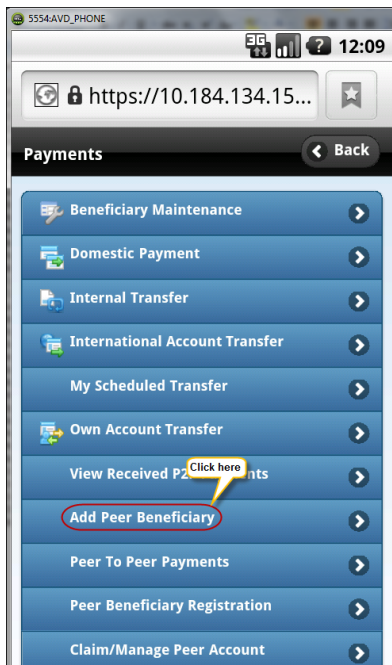 5554:AVD_PHONE
3G ? 12:09
https://10.184.134.15...
Payments
Back
Beneficiary Maintenance
Domestic Payment
Internal Transfer
International Account Transfer
My Scheduled Transfer
Own Account Transfer
View Received P2 nts
Click here
Add Peer Beneficiary
Peer To Peer Payments
Peer Beneficiary Registration
Claim/Manage Peer Account